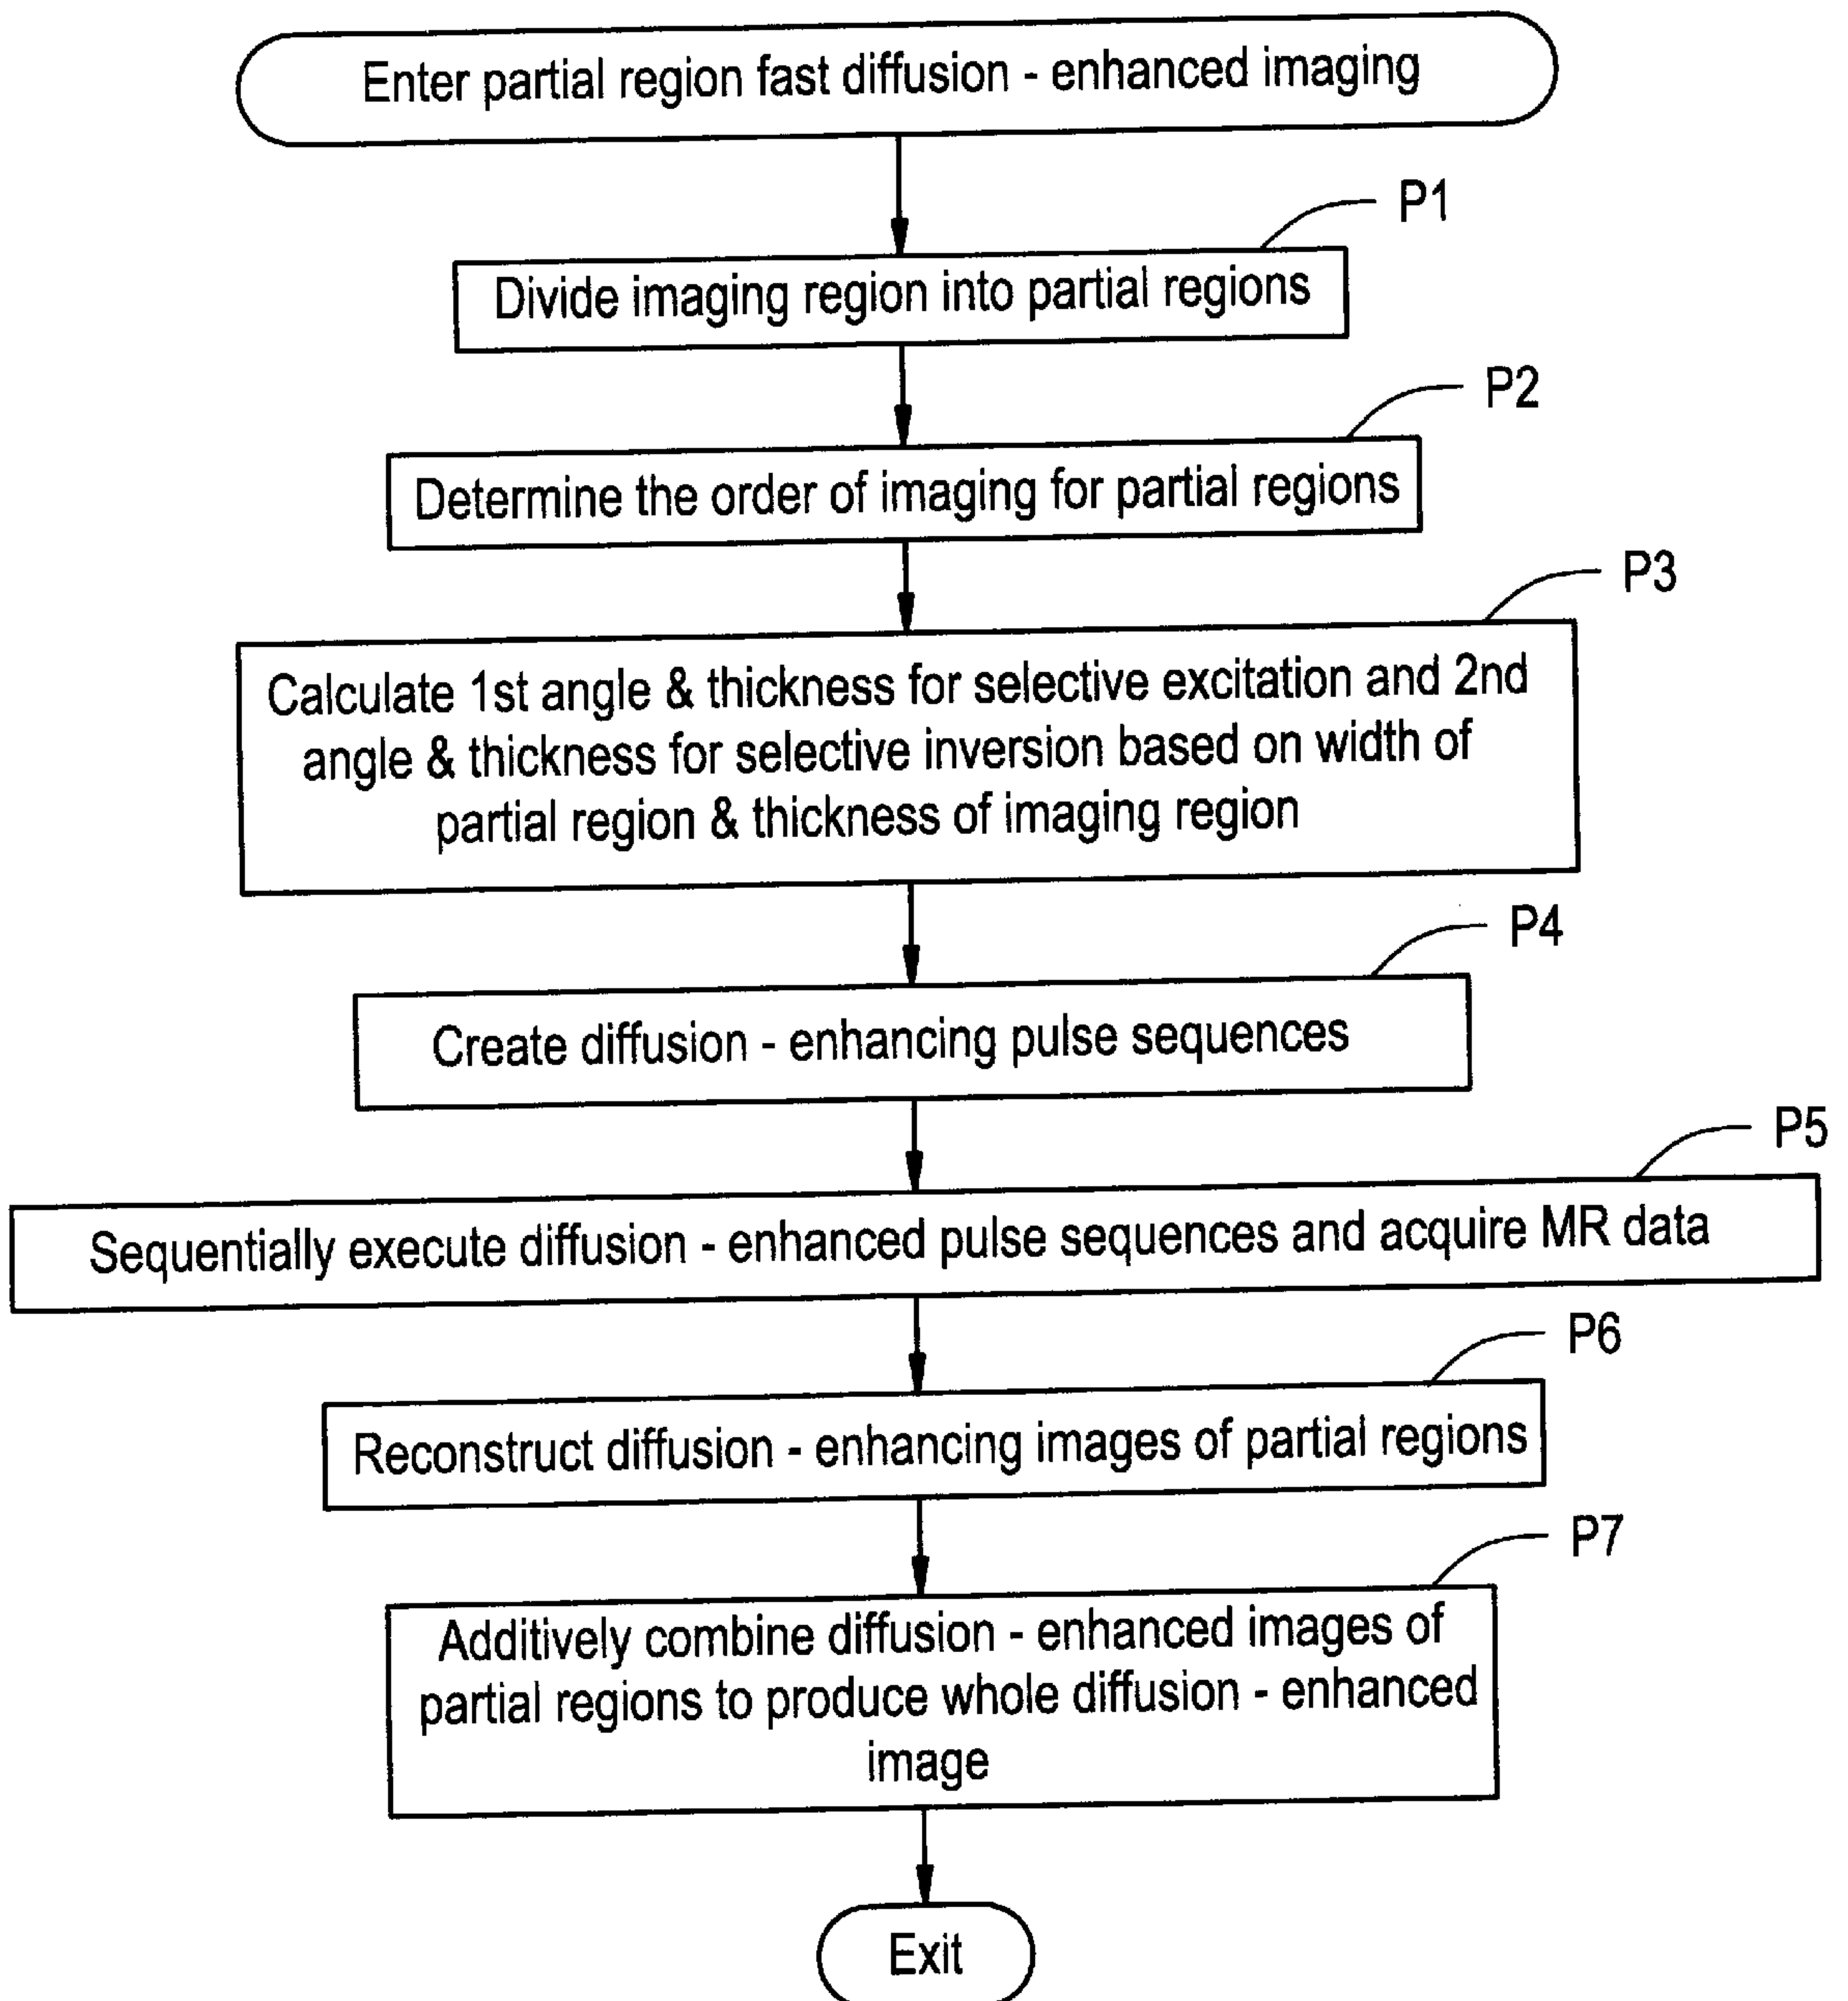 Enter partial region fast diffusion - enhanced imaging
P1
Divide imaging region into partial regions
P2
Determine the order of imaging for partial regions
P3
Calculate 1st angle & thickness for selective excitation and 2nd
angle & thickness for selective inversion based on width of
partial region & thickness of imaging region
P4
Create diffusion - enhancing pulse sequences
P5
Sequentially execute diffusion - enhanced pulse sequences and acquire MR data
P6
Reconstruct diffusion - enhancing images of partial regions
P7
Additively combine diffusion - enhanced images of
partial regions to produce whole diffusion - enhanced
image
Exit